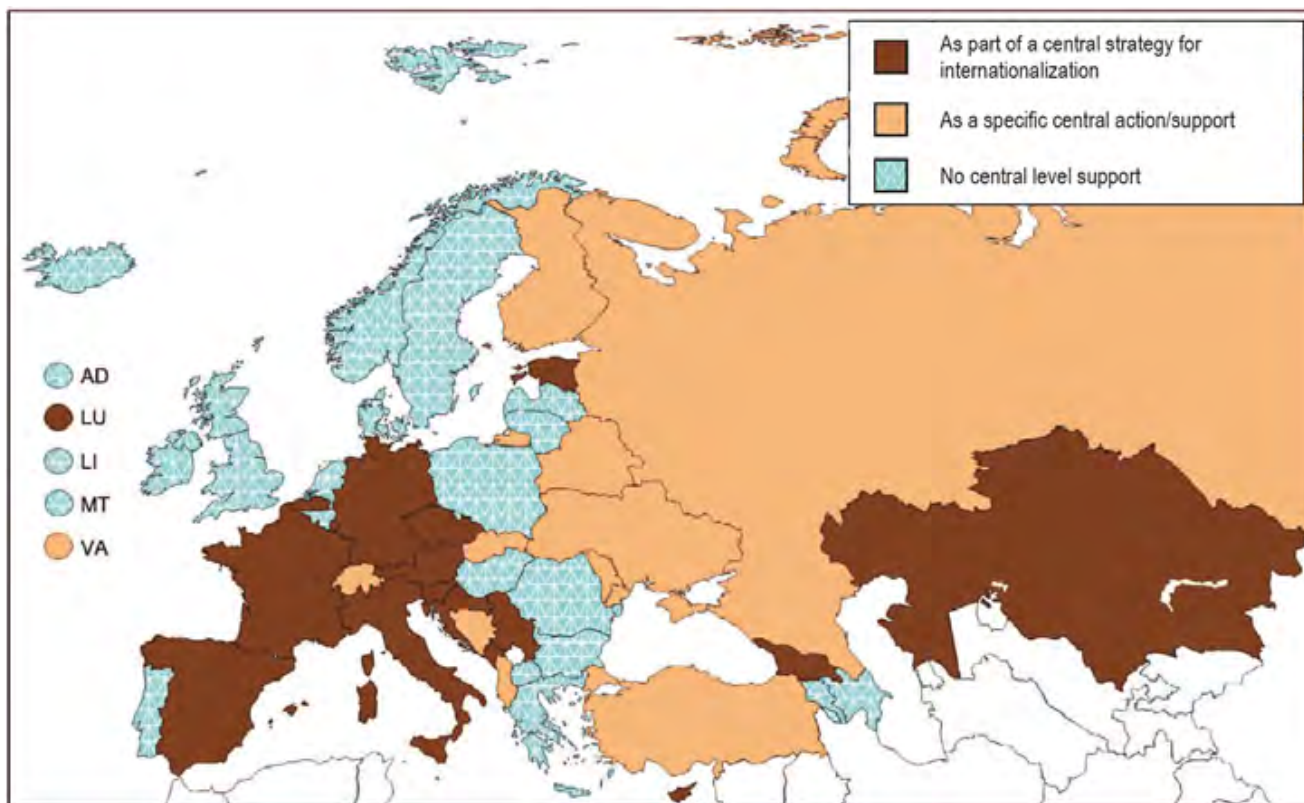 As part of a central strategy for
internationalization
As a specific central action/support
No central level support
AD
LU
LI
MT
VA